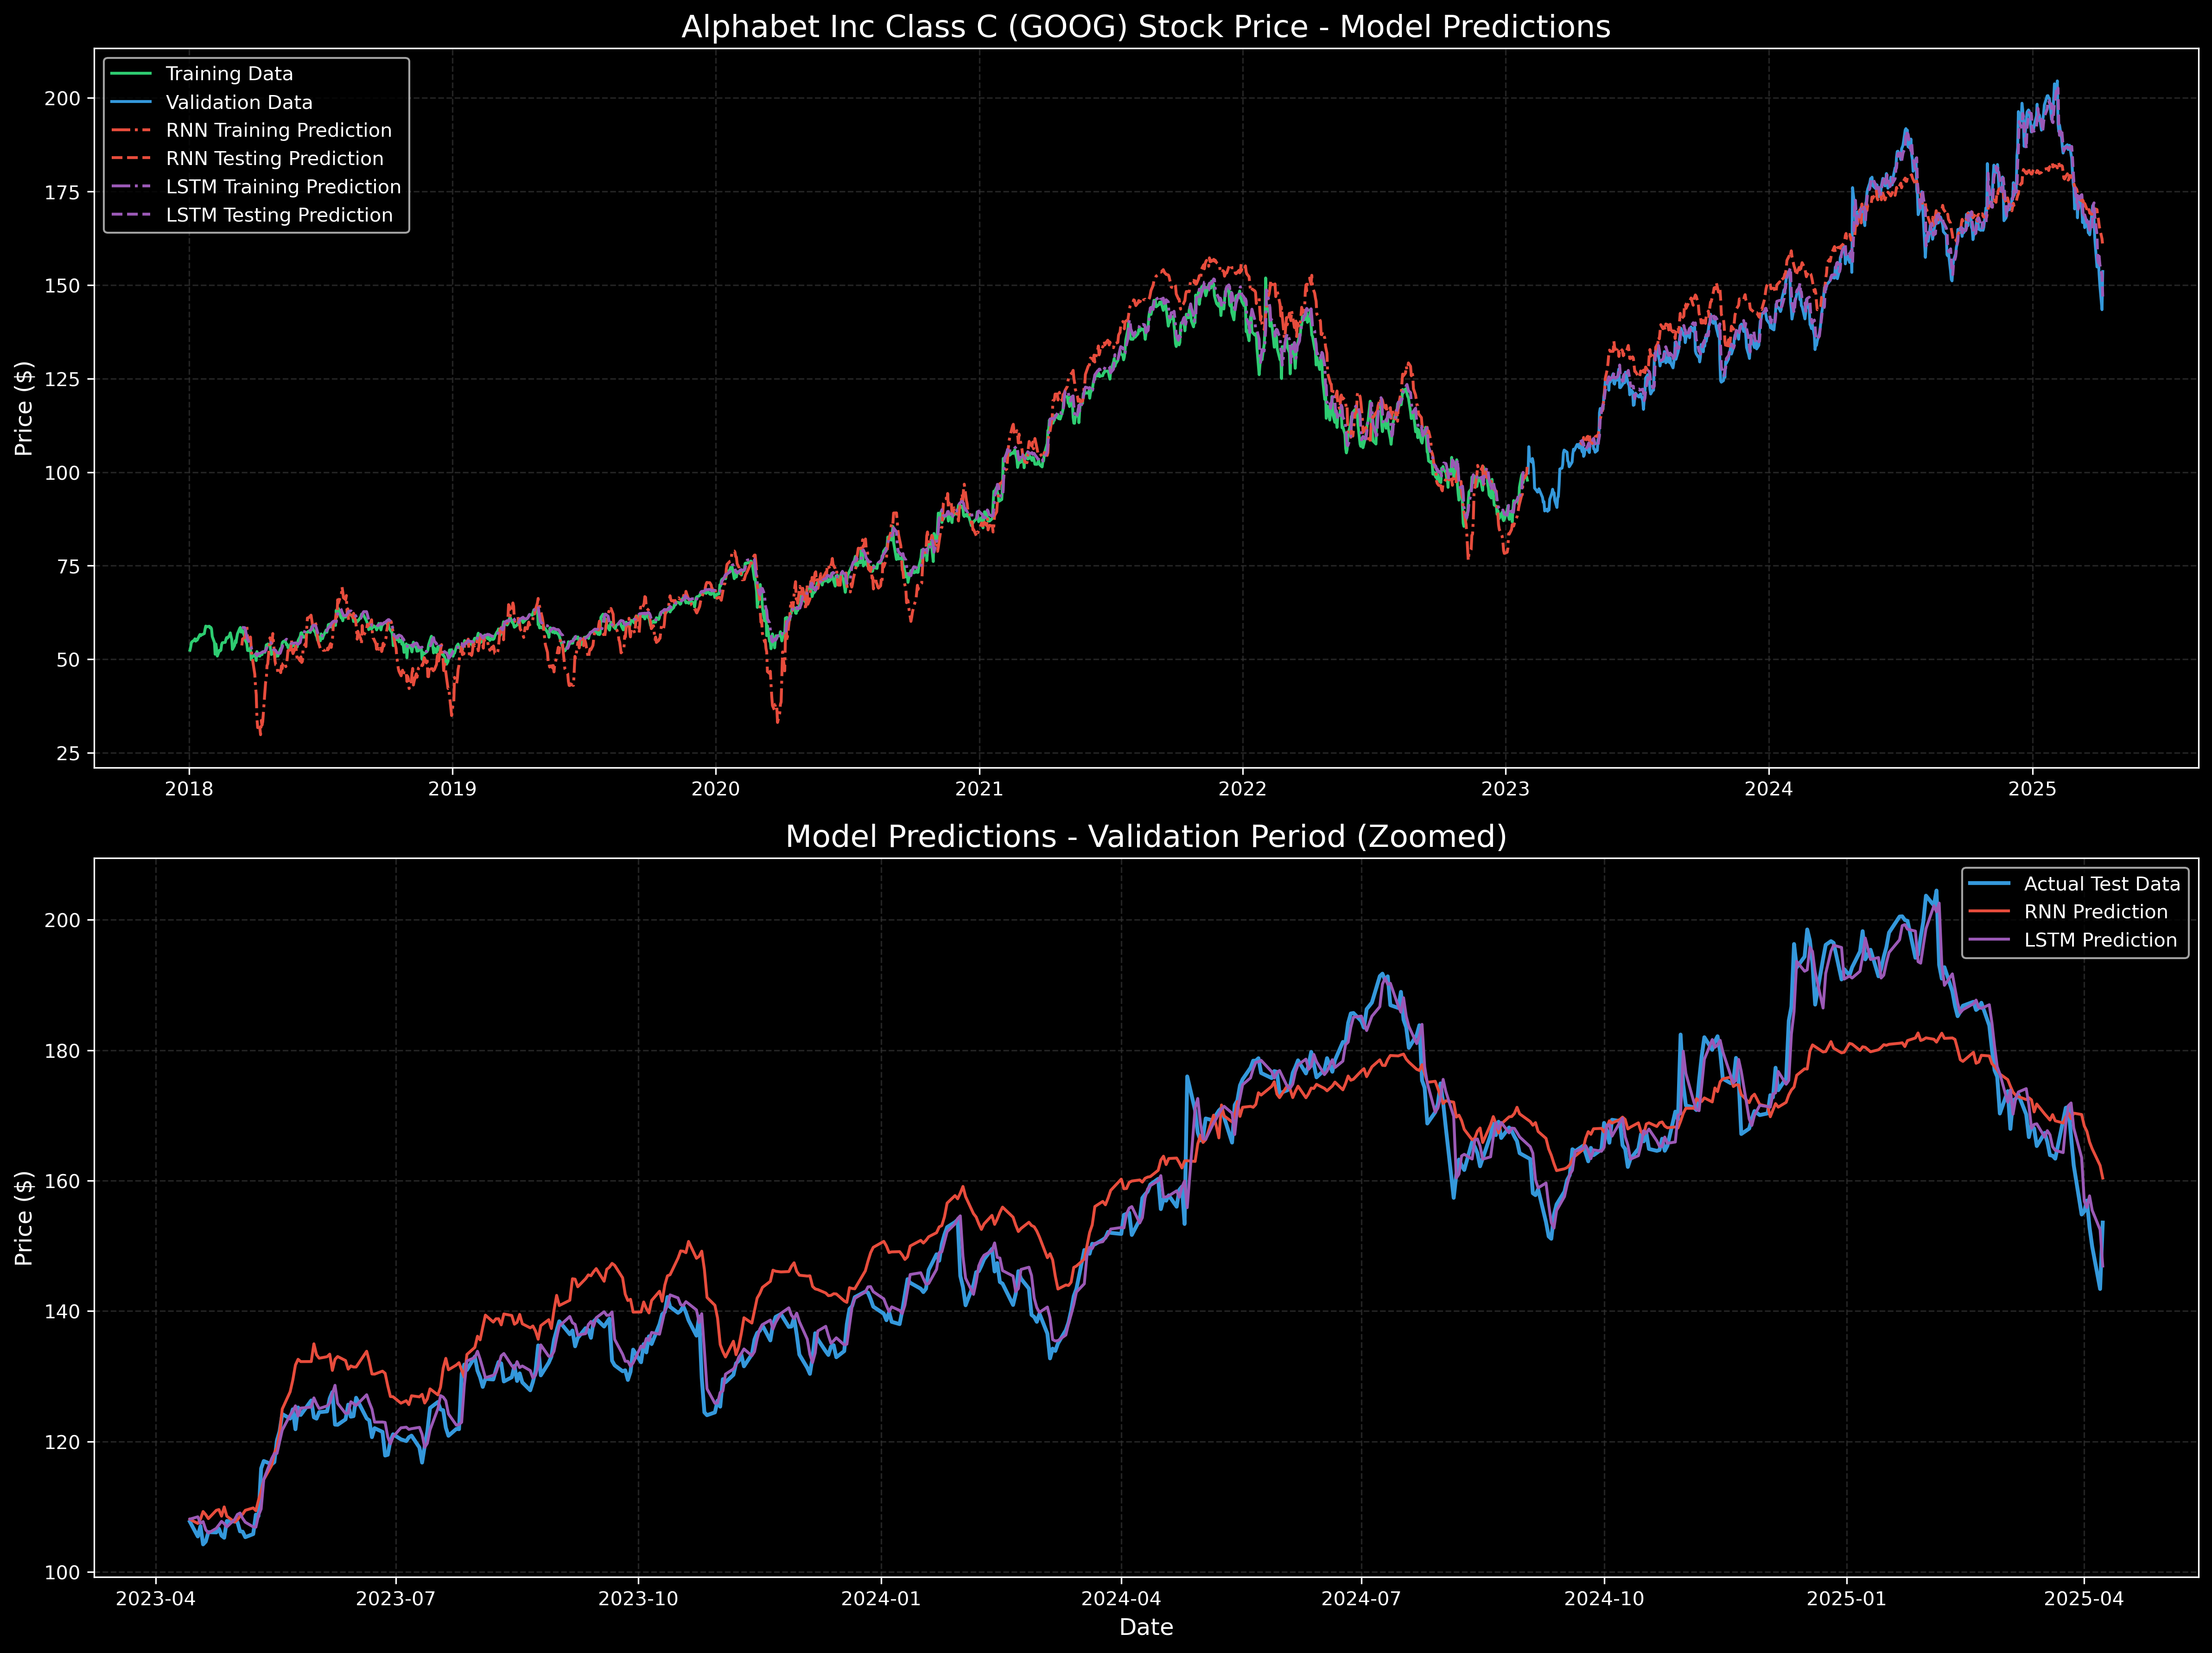 Alphabet Inc Class C (GOOG) Stock Price - Model Predictions
Training Data
Validation Data
RNN Training Prediction
RNN Testing Prediction
LSTM Training Prediction
LSTM Testing Prediction
Price ($)
200
175
150
125
100
75
50
25
2018 2019 2020 2021 2022 2023 2024 2025
Model Predictions - Validation Period (Zoomed)
Actual Test Data
RNN Prediction
LSTM Prediction
Price ($)
200
180
160
140
120
100
2023-04 2023-07 2023-10 2024-01 2024-04 2024-07 2024-10 2025-01 2025-04
Date